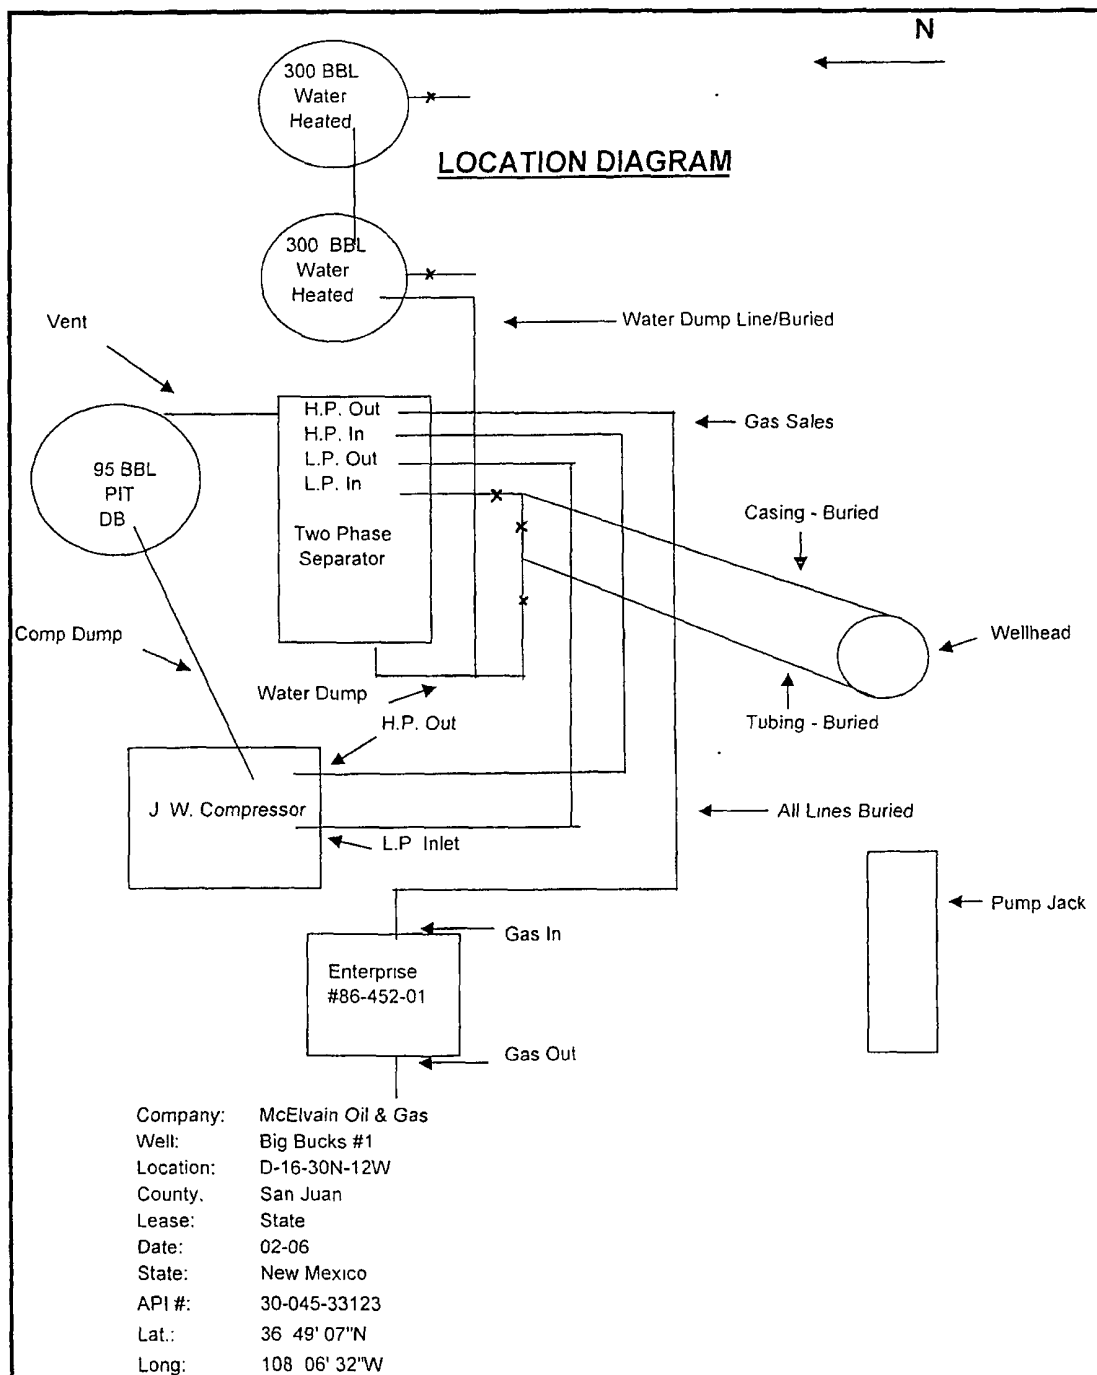 N
300 BBL
Water
Heated
LOCATION DIAGRAM
300 BBL
Water
Heated
Vent
Water Dump Line/Buried
H.P. Out
H.P. In
L.P. Out
L.P. In
Gas Sales
95 BBL
PIT
DB
Two Phase
Separator
Casing - Buried
Comp Dump
Wellhead
Water Dump
H.P. Out
Tubing - Buried
J W. Compressor
All Lines Buried
L.P Inlet
Pump Jack
Gas In
Enterprise
#86-452-01
Gas Out
Company: McElvain Oil & Gas
Well: Big Bucks #1
Location: D-16-30N-12W
County. San Juan
Lease: State
Date: 02-06
State: New Mexico
API #: 30-045-33123
Lat.: 36 49' 07"N
Long: 108 06' 32"W